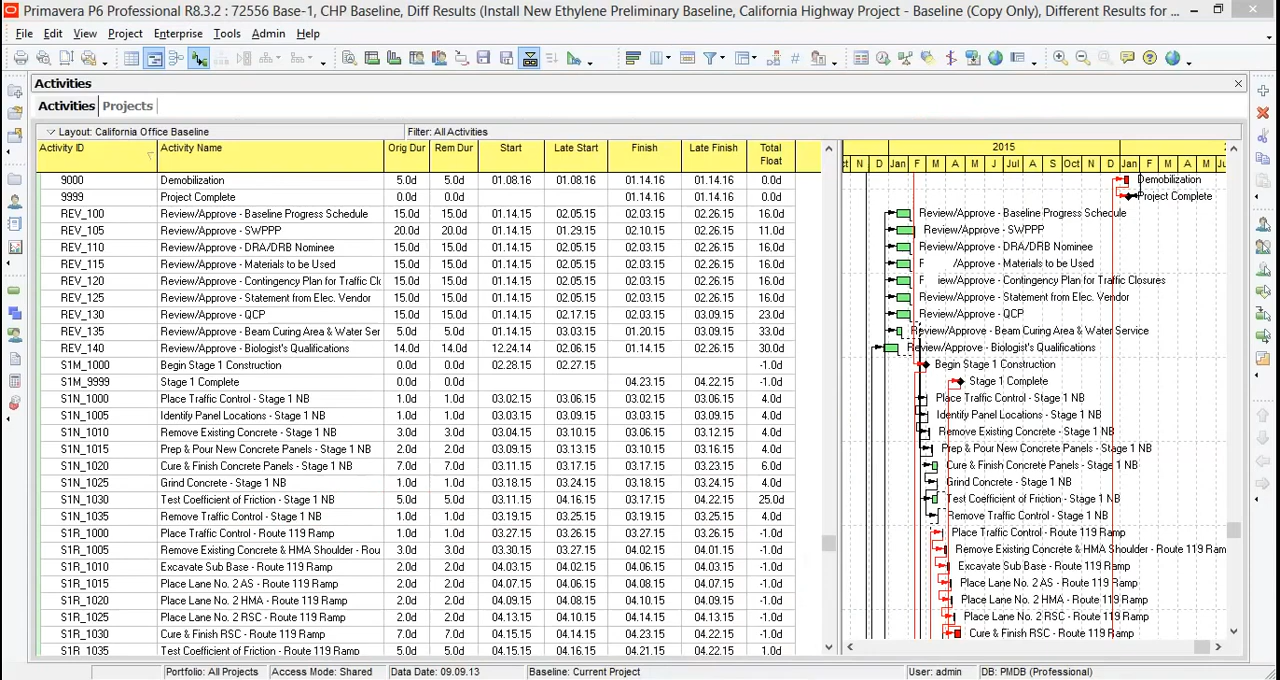 Primavera P6 Professional R8.3.2 : 72556 Base-1, CHP Baseline, Diff Results (Install New Ethylene Preliminary Baseline, California Highway Project - Baseline (Copy Only), Different Results for ...
File Edit View Project Enterprise Tools Admin Help
Activities
Activities Projects
Layout: California Office Baseline Filter: All Activities
Activity ID Activity Name Orig Dur Rem Dur Start Late Start Finish Late Finish Total Float
9000 Demobilization 5.0d 5.0d 01.08.16 01.08.16 01.14.16 01.14.16 0.0d
9999 Project Complete 0.0d 0.0d 01.14.16 01.14.16 0.0d
REV_100 Review/Approve - Baseline Progress Schedule 15.0d 15.0d 01.14.15 02.05.15 02.03.15 02.26.15 16.0d
REV_105 Review/Approve - SWPPP 20.0d 20.0d 01.14.15 01.29.15 02.10.15 02.26.15 11.0d
REV_110 Review/Approve - DRA/DRB Nominee 15.0d 15.0d 01.14.15 02.05.15 02.03.15 02.26.15 16.0d
REV_115 Review/Approve - Materials to be Used 15.0d 15.0d 01.14.15 02.05.15 02.03.15 02.26.15 16.0d
REV_120 Review/Approve - Contingency Plan for Traffic Clos 15.0d 15.0d 01.14.15 02.05.15 02.03.15 02.26.15 16.0d
REV_125 Review/Approve - Statement from Elec. Vendor 15.0d 15.0d 01.14.15 02.05.15 02.03.15 02.26.15 16.0d
REV_130 Review/Approve - QCP 15.0d 15.0d 01.14.15 02.17.15 02.03.15 03.09.15 23.0d
REV_135 Review/Approve - Beam Curing Area & Water Ser 5.0d 5.0d 01.14.15 03.03.15 01.20.15 03.09.15 33.0d
REV_140 Review/Approve - Biologist's Qualifications 14.0d 14.0d 12.24.14 02.06.15 01.14.15 02.26.15 30.0d
S1M_1000 Begin Stage 1 Construction 0.0d 0.0d 02.28.15 02.27.15 -1.0d
S1M_9999 Stage 1 Complete 0.0d 0.0d 04.23.15 04.22.15 -1.0d
S1N_1000 Place Traffic Control - Stage 1 NB 1.0d 1.0d 03.02.15 03.06.15 03.02.15 03.06.15 4.0d
S1N_1005 Identify Panel Locations - Stage 1 NB 1.0d 1.0d 03.03.15 03.09.15 03.03.15 03.09.15 4.0d
S1N_1010 Remove Existing Concrete - Stage 1 NB 3.0d 3.0d 03.04.15 03.10.15 03.06.15 03.12.15 4.0d
S1N_1015 Prep & Pour New Concrete Panels - Stage 1 NB 2.0d 2.0d 03.09.15 03.13.15 03.10.15 03.16.15 4.0d
S1N_1020 Cure & Finish Concrete Panels - Stage 1 NB 7.0d 7.0d 03.11.15 03.17.15 03.17.15 03.23.15 6.0d
S1N_1025 Grind Concrete - Stage 1 NB 1.0d 1.0d 03.18.15 03.24.15 03.18.15 03.24.15 4.0d
S1N_1030 Test Coefficient of Friction - Stage 1 NB 5.0d 5.0d 03.11.15 04.16.15 03.17.15 04.22.15 25.0d
S1N_1035 Remove Traffic Control - Stage 1 NB 1.0d 1.0d 03.19.15 03.25.15 03.19.15 03.25.15 4.0d
S1R_1000 Place Traffic Control - Route 119 Ramp 1.0d 1.0d 03.27.15 03.26.15 03.27.15 03.26.15 -1.0d
S1R_1005 Remove Existing Concrete & HMA Shoulder - Rou 3.0d 3.0d 03.30.15 03.27.15 04.02.15 04.01.15 -1.0d
S1R_1010 Excavate Sub Base - Route 119 Ramp 2.0d 2.0d 04.03.15 04.02.15 04.06.15 04.03.15 -1.0d
S1R_1015 Place Lane No. 2 AS - Route 119 Ramp 2.0d 2.0d 04.07.15 04.06.15 04.08.15 04.07.15 -1.0d
S1R_1020 Place Lane No. 2 HMA - Route 119 Ramp 2.0d 2.0d 04.09.15 04.08.15 04.10.15 04.09.15 -1.0d
S1R_1025 Place Lane No. 2 RSC - Route 119 Ramp 2.0d 2.0d 04.13.15 04.10.15 04.14.15 04.13.15 -1.0d
S1R_1030 Cure & Finish RSC - Route 119 Ramp 7.0d 7.0d 04.15.15 04.14.15 04.23.15 04.22.15 -1.0d
S1R_1035 Test Coefficient of Friction - Route 119 Ramp 5.0d 5.0d 04.15.15 04.16.15 04.21.15 04.22.15 1.0d
2015
N D Jan F M A M J Jul A S Oct N D Jan F M A M Ju
Demobilization
Project Complete
Review/Approve - Baseline Progress Schedule
Review/Approve - SWPPP
Review/Approve - DRA/DRB Nominee
F /Approve - Materials to be Used
F iew/Approve - Contingency Plan for Traffic Closures
Review/Approve - Statement from Elec. Vendor
Review/Approve - QCP
Review/Approve - Beam Curing Area & Water Service
Review/Approve - Biologist's Qualifications
Begin Stage 1 Construction
Stage 1 Complete
Place Traffic Control - Stage 1 NB
Identify Panel Locations - Stage 1 NB
Remove Existing Concrete - Stage 1 NB
Prep & Pour New Concrete Panels - Stage 1 NB
Cure & Finish Concrete Panels - Stage 1 NB
Grind Concrete - Stage 1 NB
Test Coefficient of Friction - Stage 1 NB
Remove Traffic Control - Stage 1 NB
Place Traffic Control - Route 119 Ramp
Remove Existing Concrete & HMA Shoulder - Route 119 Ramp
Excavate Sub Base - Route 119 Ramp
Place Lane No. 2 AS - Route 119 Ramp
Place Lane No. 2 HMA - Route 119 Ramp
Place Lane No. 2 RSC - Route 119 Ramp
Cure & Finish RSC - Route 119 Ramp
Portfolio: All Projects Access Mode: Shared Data Date: 09.09.13 Baseline: Current Project User: admin DB: PMDB (Professional)